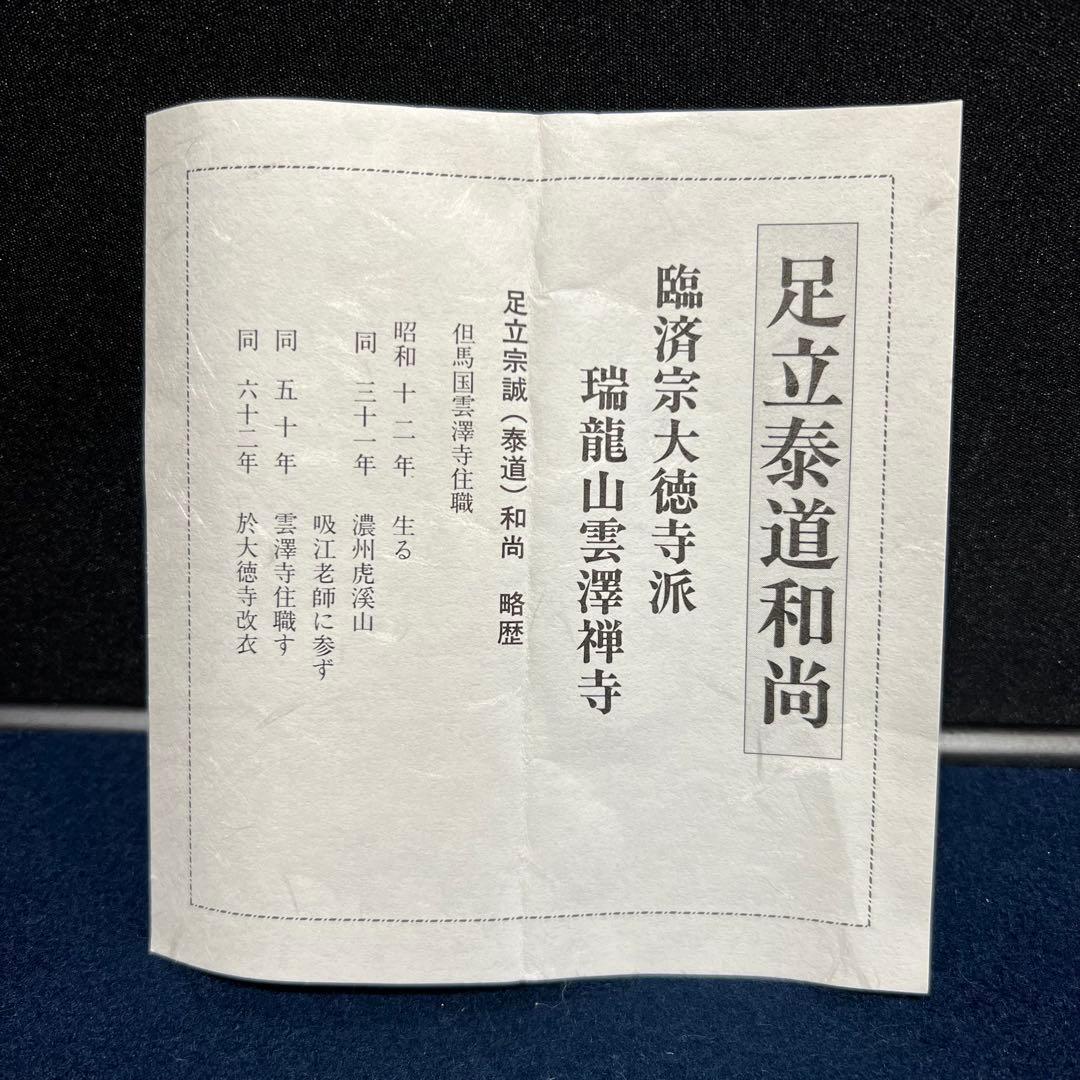 足立泰道和尚
臨済宗大徳寺派
瑞龍山雲澤禅寺
足立宗誠（泰道）和尚　略歴
但馬国雲澤寺住職
昭和　十二年　生る
同　三十一年　濃州虎溪山
吸江老師に参ず
同　五十年　雲澤寺住職す
同　六十二年　於大徳寺改衣